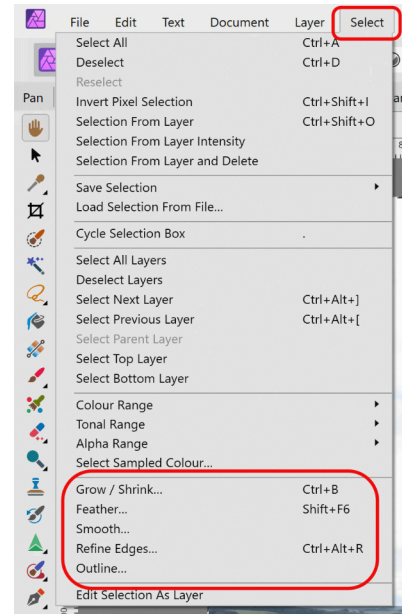 File Edit Text Document Layer Select
Select All Ctrl+A
Deselect Ctrl+D
Reselect
Pan
Invert Pixel Selection Ctrl+Shift+I
Selection From Layer Ctrl+Shift+O
Selection From Layer Intensity
Selection From Layer and Delete
Save Selection
Load Selection From File...
Cycle Selection Box .
Select All Layers
Deselect Layers
Select Next Layer Ctrl+Alt+]
Select Previous Layer Ctrl+Alt+[
Select Parent Layer
Select Top Layer
Select Bottom Layer
Colour Range
Tonal Range
Alpha Range
Select Sampled Colour...
Grow / Shrink... Ctrl+B
Feather... Shift+F6
Smooth...
Refine Edges... Ctrl+Alt+R
Outline...
Edit Selection As Layer